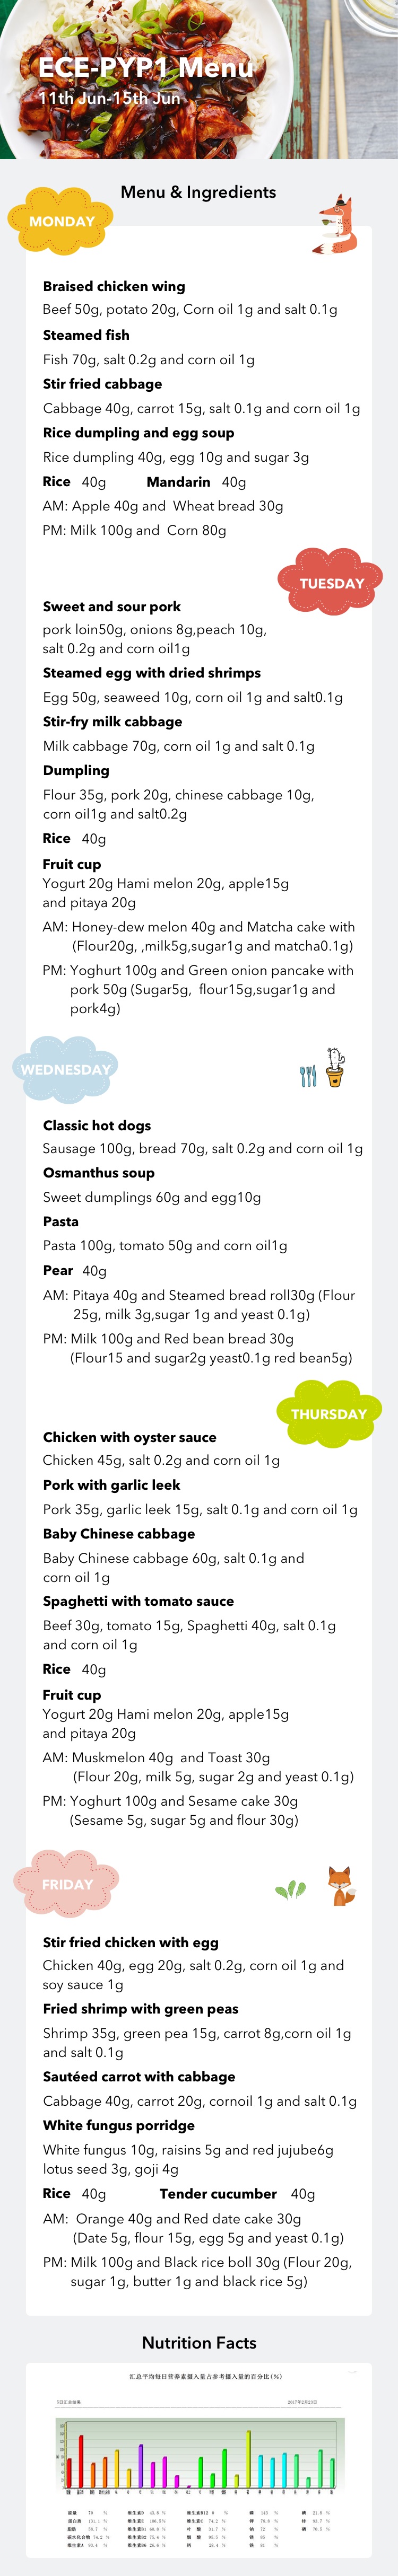 ECE-PYP1 Menu
11th Jun-15th Jun
Menu & Ingredients
MONDAY
Braised chicken wing
Beef 50g, potato 20g, Corn oil 1g and salt 0.1g
Steamed fish
Fish 70g, salt 0.2g and corn oil 1g
Stir fried cabbage
Cabbage 40g, carrot 15g, salt 0.1g and corn oil 1g
Rice dumpling and egg soup
Rice dumpling 40g, egg 10g and sugar 3g
Rice 40g Mandarin 40g
AM: Apple 40g and Wheat bread 30g
PM: Milk 100g and Corn 80g
TUESDAY
Sweet and sour pork
pork loin50g, onions 8g,peach 10g,
salt 0.2g and corn oil1g
Steamed egg with dried shrimps
Egg 50g, seaweed 10g, corn oil 1g and salt0.1g
Stir-fry milk cabbage
Milk cabbage 70g, corn oil 1g and salt 0.1g
Dumpling
Flour 35g, pork 20g, chinese cabbage 10g,
corn oil1g and salt0.2g
Rice 40g
Fruit cup
Yogurt 20g Hami melon 20g, apple15g
and pitaya 20g
AM: Honey-dew melon 40g and Matcha cake with
(Flour20g, ,milk5g,sugar1g and matcha0.1g)
PM: Yoghurt 100g and Green onion pancake with
pork 50g (Sugar5g, flour15g,sugar1g and
pork4g)
WEDNESDAY
Classic hot dogs
Sausage 100g, bread 70g, salt 0.2g and corn oil 1g
Osmanthus soup
Sweet dumplings 60g and egg10g
Pasta
Pasta 100g, tomato 50g and corn oil1g
Pear 40g
AM: Pitaya 40g and Steamed bread roll30g (Flour
25g, milk 3g,sugar 1g and yeast 0.1g)
PM: Milk 100g and Red bean bread 30g
(Flour15 and sugar2g yeast0.1g red bean5g)
THURSDAY
Chicken with oyster sauce
Chicken 45g, salt 0.2g and corn oil 1g
Pork with garlic leek
Pork 35g, garlic leek 15g, salt 0.1g and corn oil 1g
Baby Chinese cabbage
Baby Chinese cabbage 60g, salt 0.1g and
corn oil 1g
Spaghetti with tomato sauce
Beef 30g, tomato 15g, Spaghetti 40g, salt 0.1g
and corn oil 1g
Rice 40g
Fruit cup
Yogurt 20g Hami melon 20g, apple15g
and pitaya 20g
AM: Muskmelon 40g and Toast 30g
(Flour 20g, milk 5g, sugar 2g and yeast 0.1g)
PM: Yoghurt 100g and Sesame cake 30g
(Sesame 5g, sugar 5g and flour 30g)
FRIDAY
Stir fried chicken with egg
Chicken 40g, egg 20g, salt 0.2g, corn oil 1g and
soy sauce 1g
Fried shrimp with green peas
Shrimp 35g, green pea 15g, carrot 8g,corn oil 1g
and salt 0.1g
Sautéed carrot with cabbage
Cabbage 40g, carrot 20g, cornoil 1g and salt 0.1g
White fungus porridge
White fungus 10g, raisins 5g and red jujube6g
lotus seed 3g, goji 4g
Rice 40g Tender cucumber 40g
AM: Orange 40g and Red date cake 30g
(Date 5g, flour 15g, egg 5g and yeast 0.1g)
PM: Milk 100g and Black rice boll 30g (Flour 20g,
sugar 1g, butter 1g and black rice 5g)
Nutrition Facts
汇总平均每日营养素摄入量占参考摄入量的百分比(%)